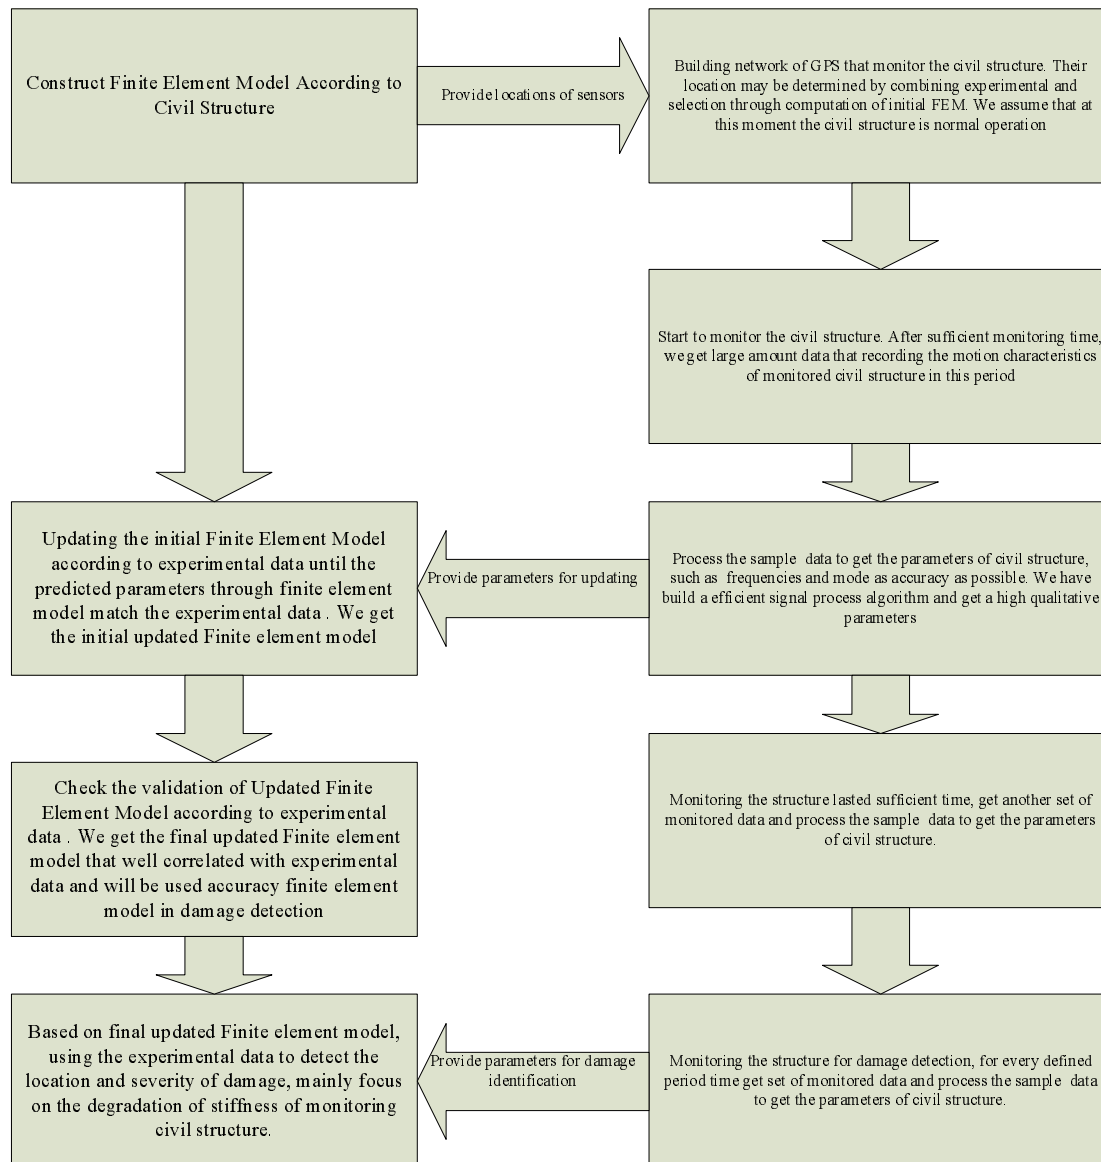 Construct Finite Element Model According to
Civil Structure
Provide locations of sensors
Building network of GPS that monitor the civil structure. Their
location may be determined by combining experimental and
selection through computation of initial FEM. We assume that at
this moment the civil structure is normal operation
Start to monitor the civil structure. After sufficient monitoring time,
we get large amount data that recording the motion characteristics
of monitored civil structure in this period
Updating the initial Finite Element Model
according to experimental data until the
predicted parameters through finite element
model match the experimental data . We get
the initial updated Finite element model
Provide parameters for updating
Process the sample data to get the parameters of civil structure,
such as frequencies and mode as accuracy as possible. We have
build a efficient signal process algorithm and get a high qualitative
parameters
Check the validation of Updated Finite
Element Model according to experimental
data . We get the final updated Finite element
model that well correlated with experimental
data and will be used accuracy finite element
model in damage detection
Monitoring the structure lasted sufficient time, get another set of
monitored data and process the sample data to get the parameters
of civil structure.
Based on final updated Finite element model,
using the experimental data to detect the
location and severity of damage, mainly focus
on the degradation of stiffness of monitoring
civil structure.
Provide parameters for damage
identification
Monitoring the structure for damage detection, for every defined
period time get set of monitored data and process the sample data
to get the parameters of civil structure.